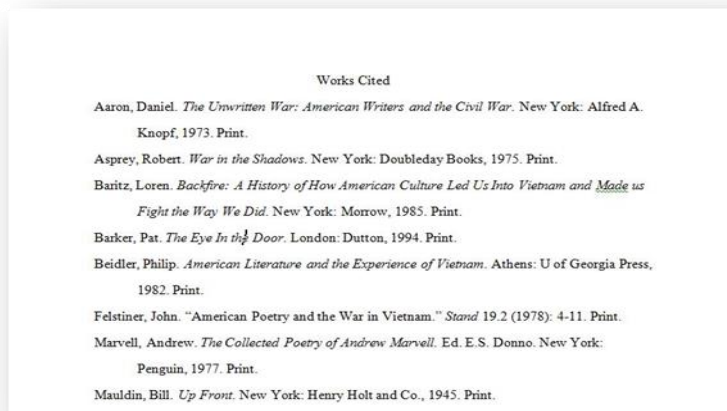 Works Cited
Aaron, Daniel. The Unwritten War: American Writers and the Civil War. New York: Alfred A.
Knopf, 1973. Print.
Asprey, Robert. War in the Shadows. New York: Doubleday Books, 1975. Print.
Baritz, Loren. Backfire: A History of How American Culture Led Us Into Vietnam and Made us
Fight the Way We Did. New York: Morrow, 1985. Print.
Barker, Pat. The Eye In the Door. London: Dutton, 1994. Print.
Beidler, Philip. American Literature and the Experience of Vietnam. Athens: U of Georgia Press,
1982. Print.
Felstiner, John. “American Poetry and the War in Vietnam.” Stand 19.2 (1978): 4-11. Print.
Marvell, Andrew. The Collected Poetry of Andrew Marvell. Ed. E.S. Donno. New York:
Penguin, 1977. Print.
Mauldin, Bill. Up Front. New York: Henry Holt and Co., 1945. Print.